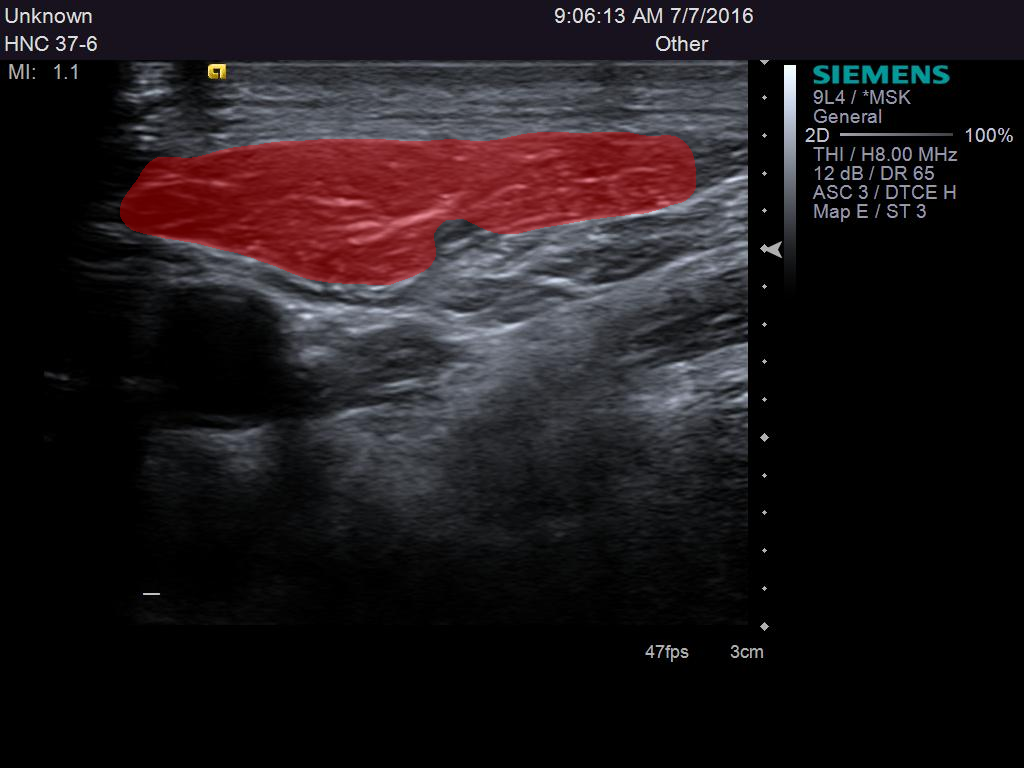 Unknown
9:06:13 AM 7/7/2016
HNC 37-6
Other
MI: 1.1
SIEMENS
9L4 / *MSK
General
2D 100%
THI / H8.00 MHz
12 dB / DR 65
ASC 3 / DTCE H
Map E / ST 3
47fps 3cm